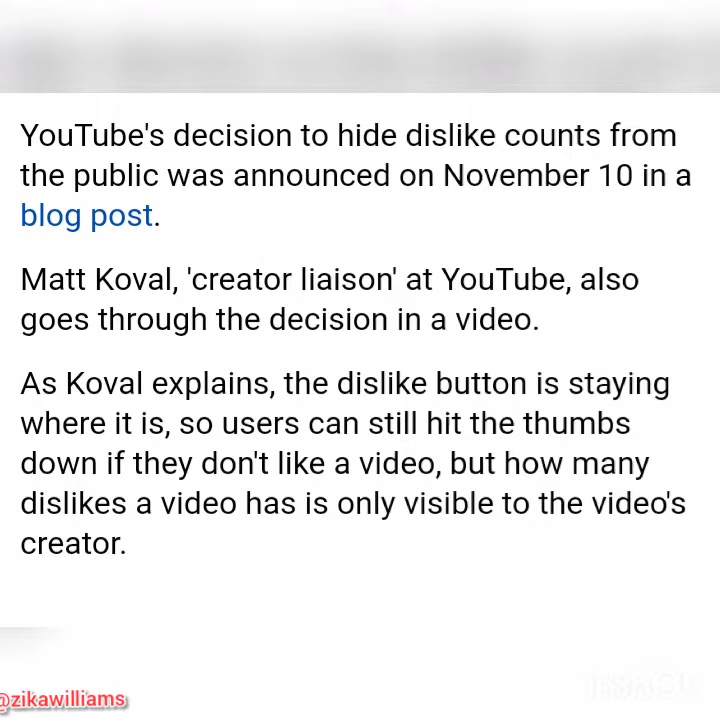 YouTube's decision to hide dislike counts from
the public was announced on November 10 in a
blog post.
Matt Koval, 'creator liaison' at YouTube, also
goes through the decision in a video.
As Koval explains, the dislike button is staying
where it is, so users can still hit the thumbs
down if they don't like a video, but how many
dislikes a video has is only visible to the video's
creator.
@zikawilliams